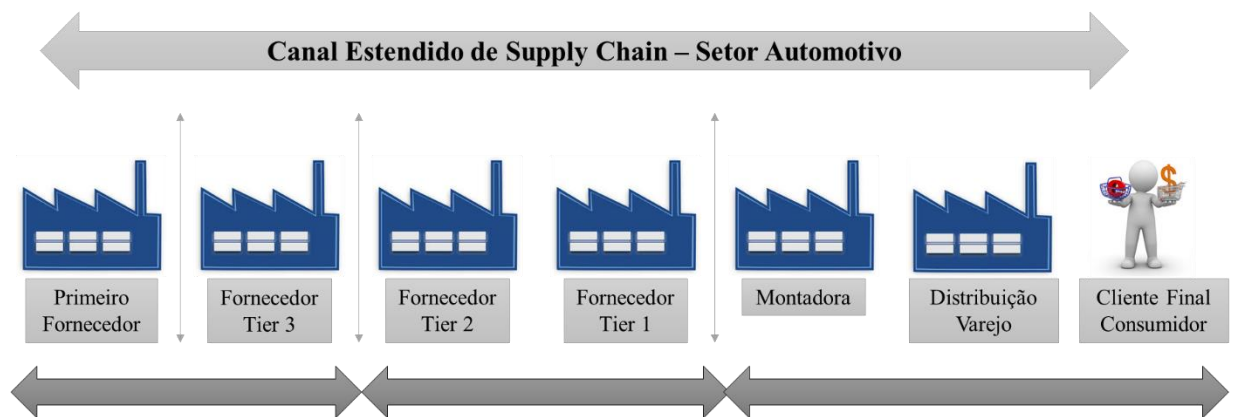 Canal Estendido de Supply Chain – Setor Automotivo
Primeiro
Fornecedor
Fornecedor
Tier 3
Fornecedor
Tier 2
Fornecedor
Tier 1
Montadora
Distribuição
Varejo
Cliente Final
Consumidor